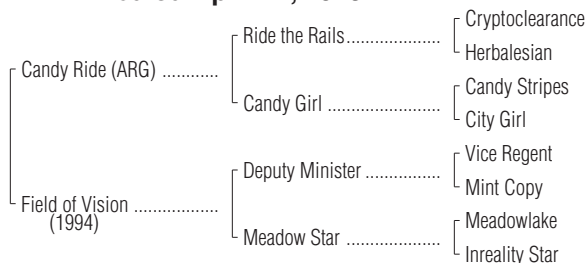 Cryptoclearance
Ride the Rails
Herbalesian
Candy Ride (ARG)
Candy Stripes
Candy Girl
City Girl
Vice Regent
Deputy Minister
Mint Copy
Field of Vision
(1994)
Meadowlake
Meadow Star
Inreality Star